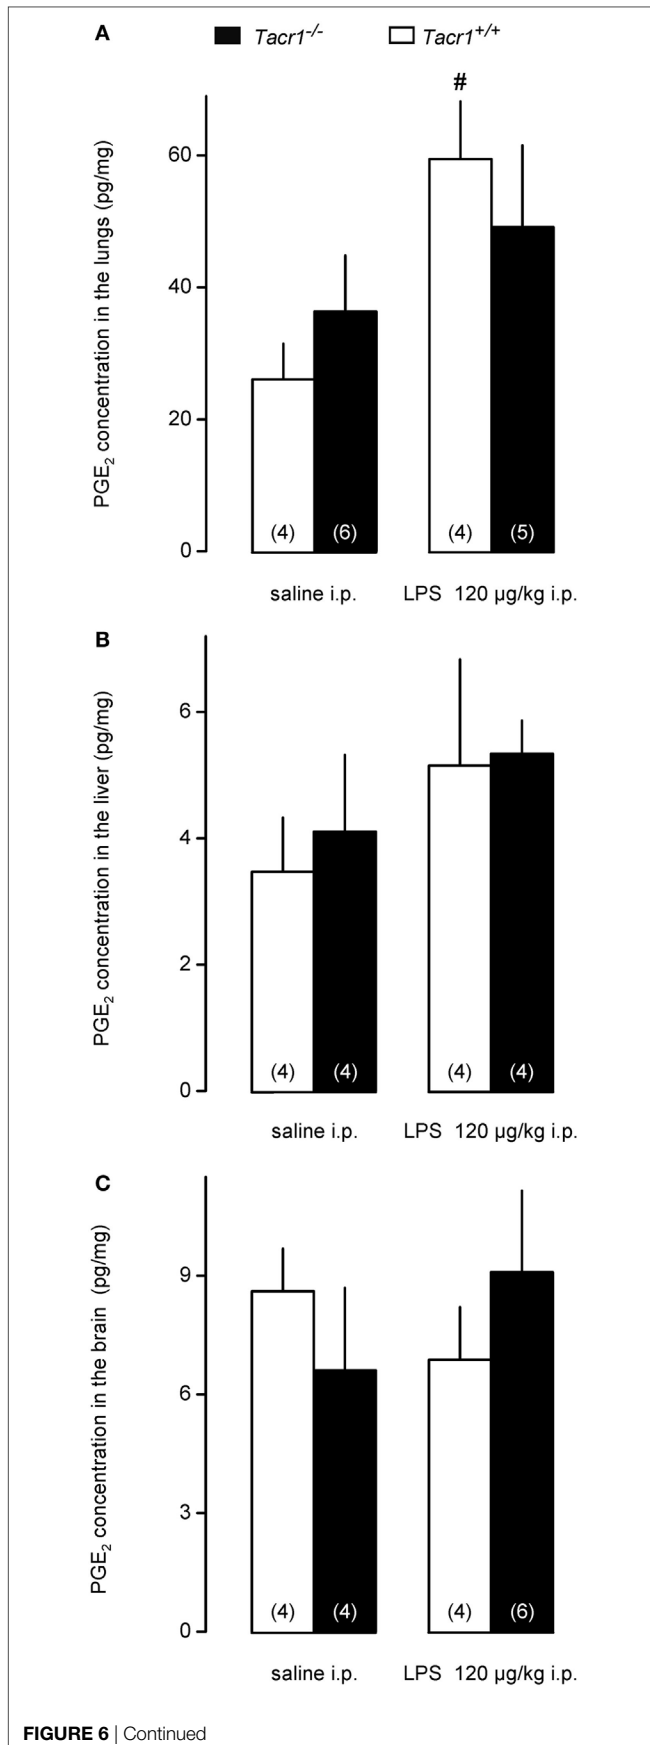 A
Tacr1-/- Tacr1+/+
#
PGE2 concentration in the lungs (pg/mg)
60
40
20
0
(4) (6) (4) (5)
saline i.p. LPS 120 µg/kg i.p.
B
PGE2 concentration in the liver (pg/mg)
6
4
2
0
(4) (4) (4) (4)
saline i.p. LPS 120 µg/kg i.p.
C
PGE2 concentration in the brain (pg/mg)
9
6
3
0
(4) (4) (4) (6)
saline i.p. LPS 120 µg/kg i.p.
FIGURE 6 | Continued